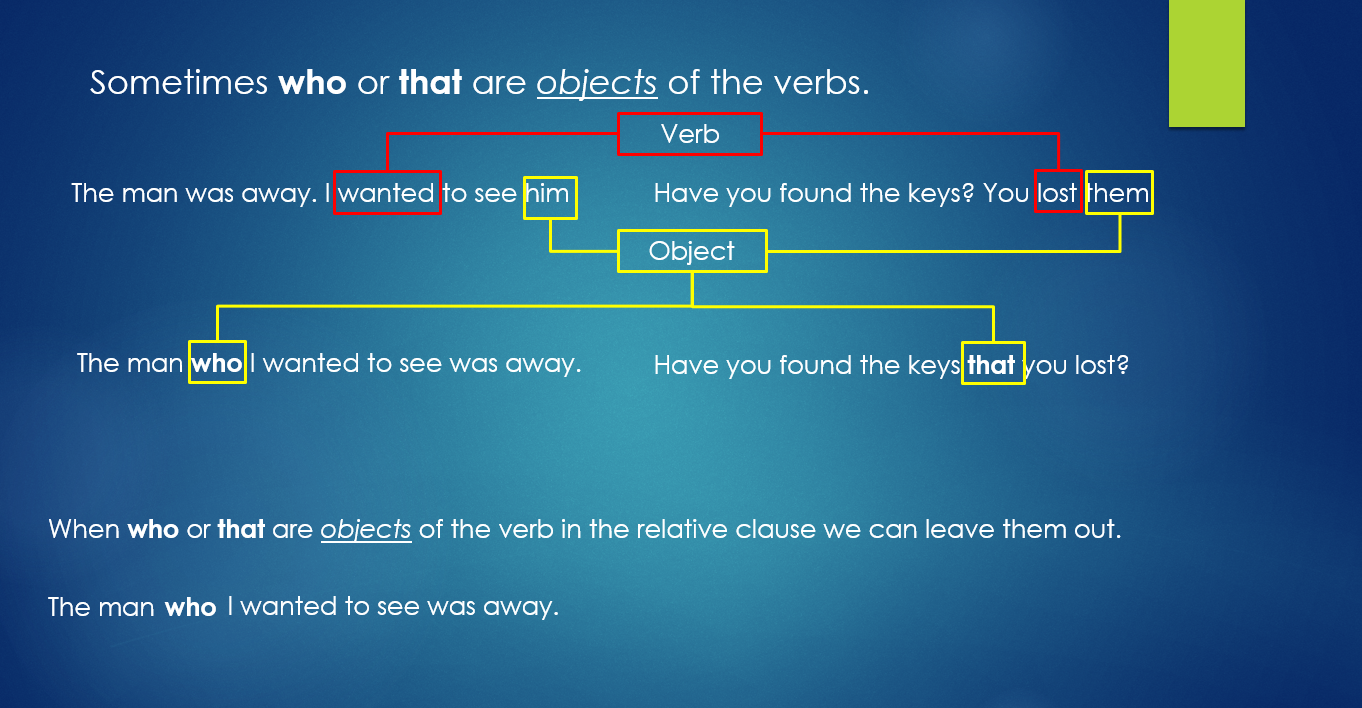 Sometimes who or that are objects of the verbs.
Verb
The man was away. I wanted to see him
Have you found the keys? You lost them
Object
The man who I wanted to see was away.
Have you found the keys that you lost?
When who or that are objects of the verb in the relative clause we can leave them out.
The man who I wanted to see was away.